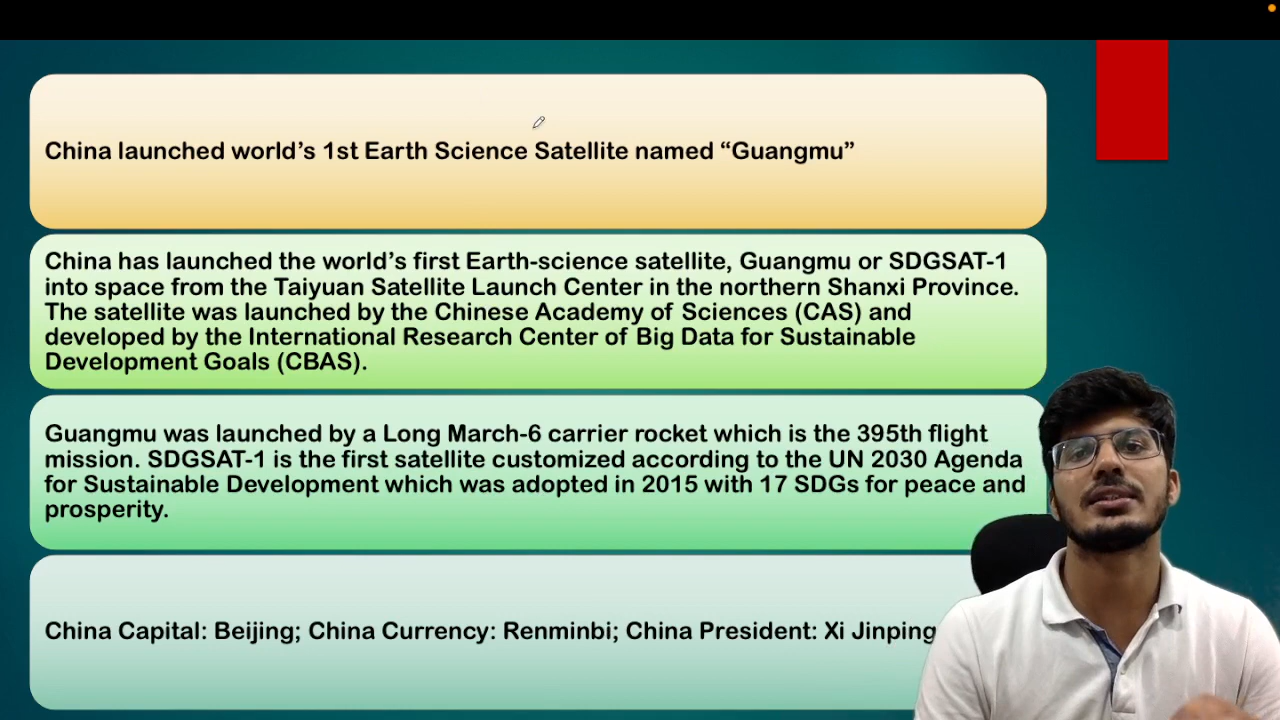 China launched world’s 1st Earth Science Satellite named “Guangmu”
China has launched the world’s first Earth-science satellite, Guangmu or SDGSAT-1
into space from the Taiyuan Satellite Launch Center in the northern Shanxi Province.
The satellite was launched by the Chinese Academy of Sciences (CAS) and
developed by the International Research Center of Big Data for Sustainable
Development Goals (CBAS).
Guangmu was launched by a Long March-6 carrier rocket which is the 395th flight
mission. SDGSAT-1 is the first satellite customized according to the UN 2030 Agenda
for Sustainable Development which was adopted in 2015 with 17 SDGs for peace and
prosperity.
China Capital: Beijing; China Currency: Renminbi; China President: Xi Jinping